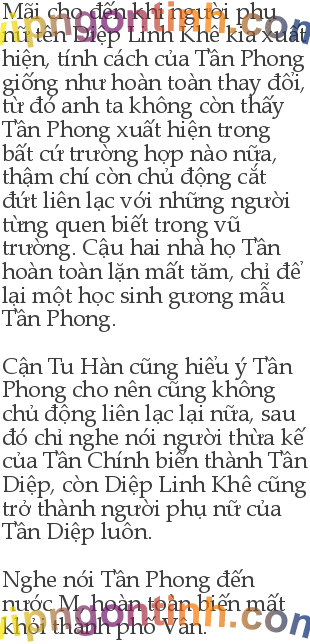 Mãi cho đến khi người phụ
nữ tên Diệp Linh Khê kia xuất
hiện, tính cách của Tần Phong
giống như hoàn toàn thay đổi,
từ đó anh ta không còn thấy
Tần Phong xuất hiện trong
bất cứ trường hợp nào nữa,
thậm chí còn chủ động cắt
đứt liên lạc với những người
từng quen biết trong vũ
trường. Cậu hai nhà họ Tần
hoàn toàn lặn mất tăm, chỉ để
lại một học sinh gương mẫu
Tần Phong.
Cận Tu Hàn cũng hiểu ý Tần
Phong cho nên cũng không
chủ động liên lạc lại nữa, sau
đó chỉ nghe nói người thừa kế
của Tần Chính biến thành Tần
Diệp, còn Diệp Linh Khê cũng
trở thành người phụ nữ của
Tần Diệp luôn.
Nghe nói Tần Phong đến
nước M, hoàn toàn biến mất
khỏi thành phố Vân.